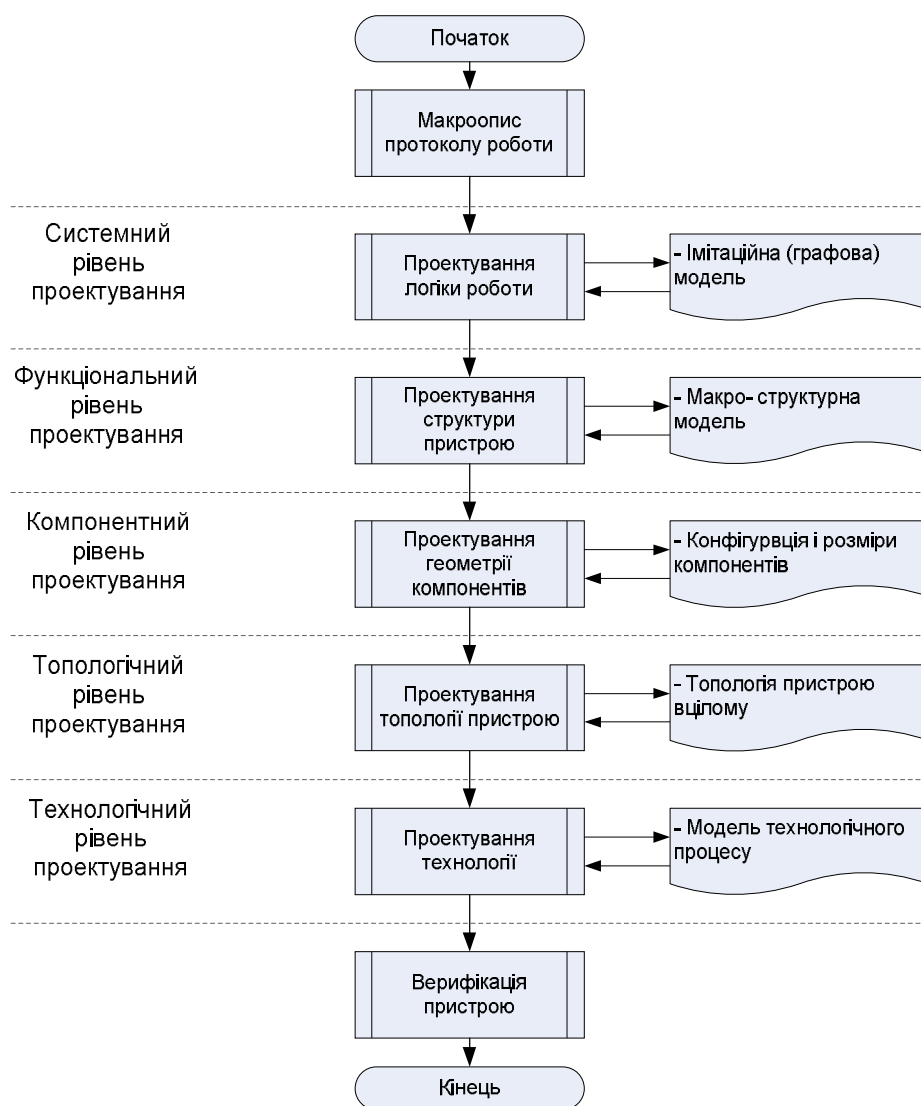 Початок
Макроопис
протоколу роботи
Системний
рівень
проектування
Проектування
логіки роботи
- Імітаційна (графова)
модель
Функціональний
рівень
проектування
Проектування
структури
пристрою
- Макро- структурна
модель
Компонентний
рівень
проектування
Проектування
геометрії
компонентів
- Конфігурвція і розміри
компонентів
Топологічний
рівень
проектування
Проектування
топології пристрою
- Топологія пристрою
вцілому
Технологічний
рівень
проектування
Проектування
технології
- Модель технологічного
процесу
Верифікація
пристрою
Кінець